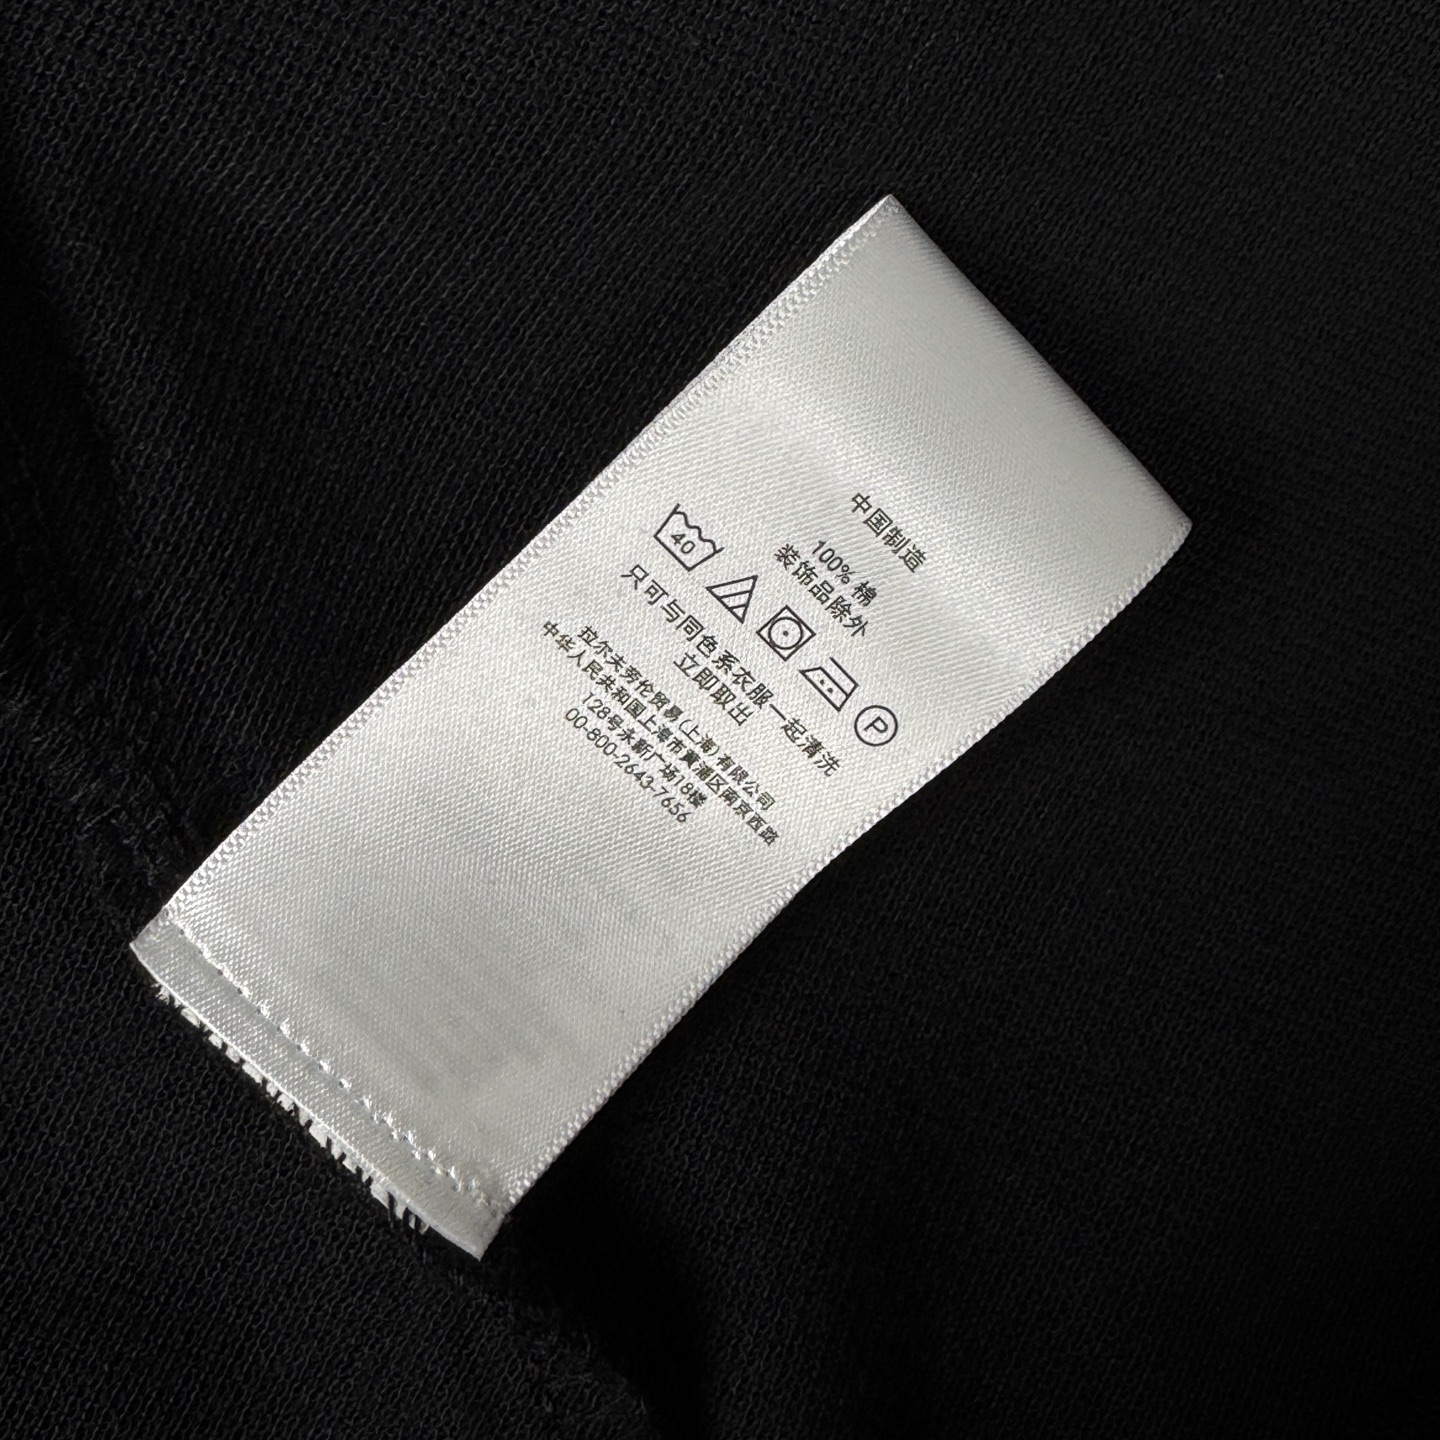 中国制造
100% 棉
装饰品除外
40
P
只可与同色系衣服一起清洗
立即取出
拉尔夫劳伦贸易(上海)有限公司
中华人民共和国上海市黄浦区南京西路
128号永新广场18楼
00-800-2643-7656